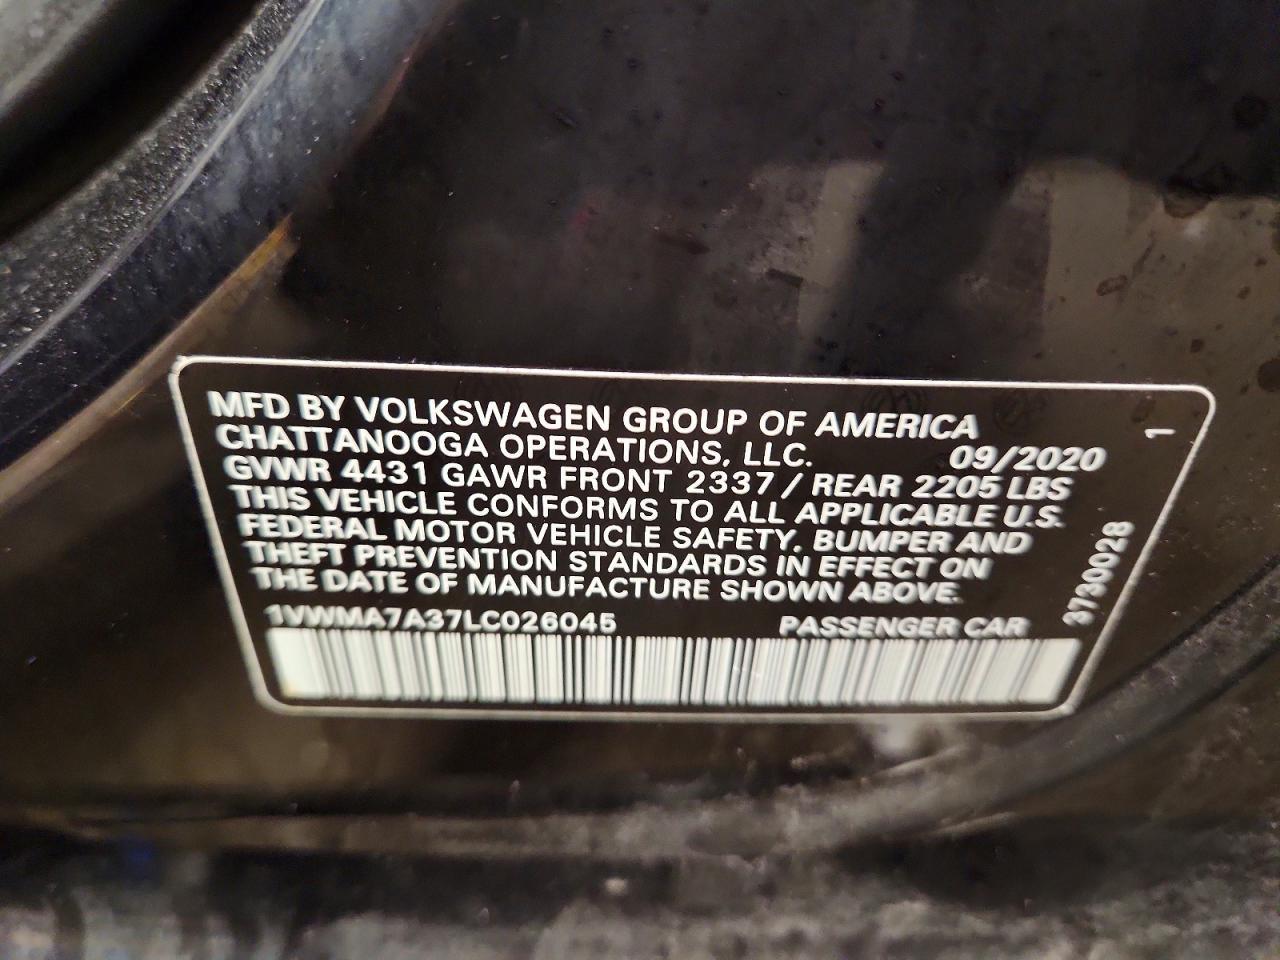 MFD BY VOLKSWAGEN GROUP OF AMERICA
CHATTANOOGA OPERATIONS, LLC. 09/2020
GVWR 4431 GAWR FRONT 2337 / REAR 2205 LBS
THIS VEHICLE CONFORMS TO ALL APPLICABLE U.S.
FEDERAL MOTOR VEHICLE SAFETY, BUMPER AND
THEFT PREVENTION STANDARDS IN EFFECT ON
THE DATE OF MANUFACTURE SHOWN ABOVE.
1VWMA7A37LC026045 PASSENGER CAR
3730028
1